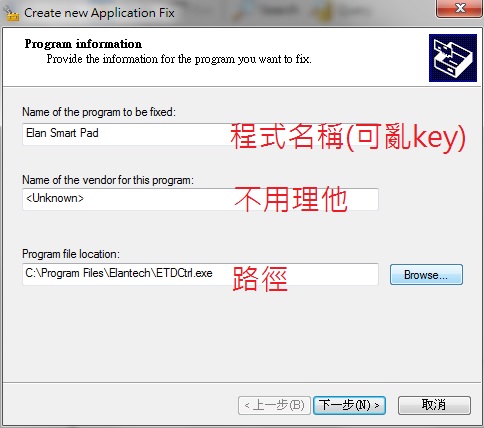 Create new Application Fix
Program information
Provide the information for the program you want to fix.
Name of the program to be fixed:
Elan Smart Pad
程式名稱(可亂key)
Name of the vendor for this program:
<Unknown>
不用理他
Program file location:
C:\Program Files\Elantech\ETDCtrl.exe
路徑
Browse...
< 上一步(B)
下一步(N) >
取消